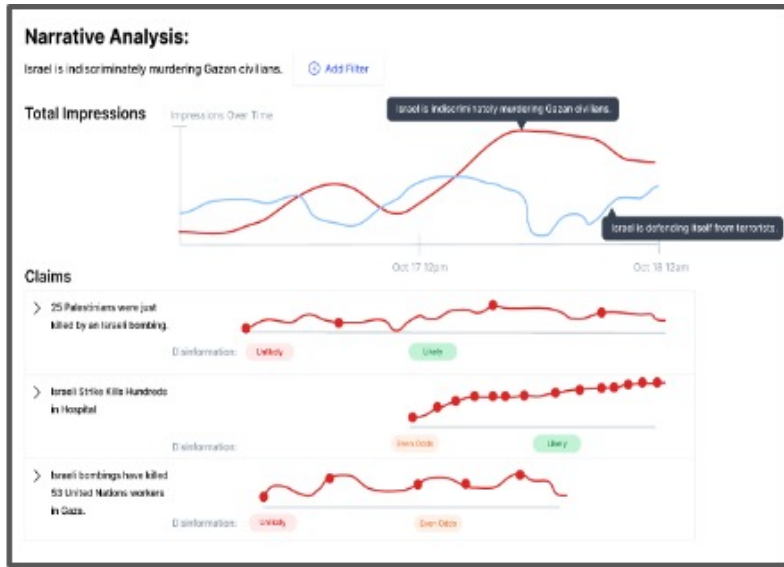 Narrative Analysis:
Israel is indiscriminately murdering Gazan civilians.
Add Filter
Total Impressions
Impressions Over Time
Israel is indiscriminately murdering Gazan civilians.
Israel is defending itself from terrorists.
Oct 17 12pm
Oct 18 12am
Claims
25 Palestinians were just
killed by an Israeli bombing.
Disinformation:
Unlikely
Likely
Israeli Strike Kills Hundreds
in Hospital
Disinformation:
Even Odds
Likely
Israeli bombings have killed
53 United Nations workers
in Gaza.
Disinformation:
Unlikely
Even Odds